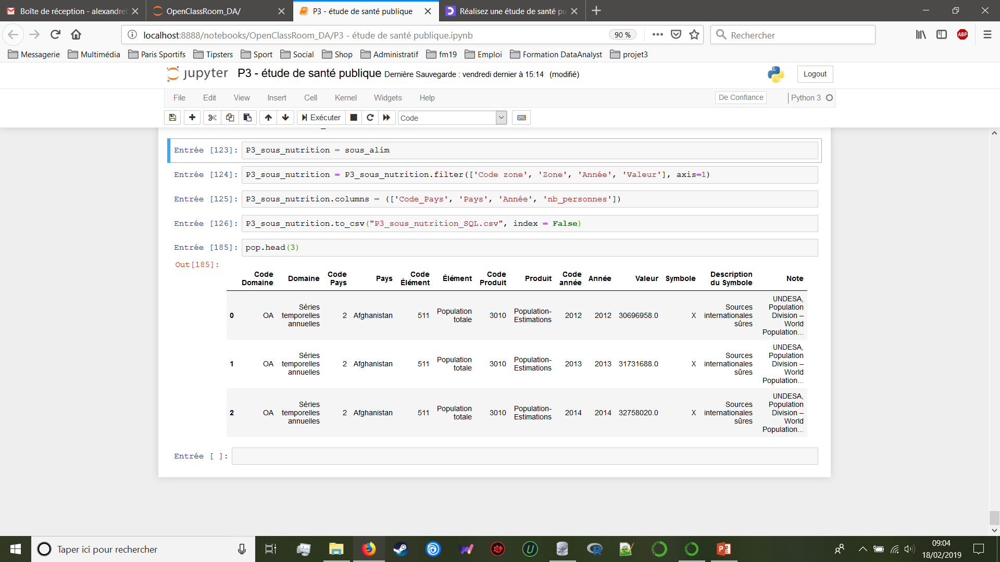 Boîte de réception - alexandre
OpenClassRoom_DA/
P3 - étude de santé publique
Réalisez une étude de santé pu
localhost:8888/notebooks/OpenClassRoom_DA/P3 - étude de santé publique.ipynb
90 %
Rechercher
ABP
Messagerie Multimédia Paris Sportifs Tipsters Sport Social Shop Administratif fm19 Emploi Formation DataAnalyst projet3
jupyter P3 - étude de santé publique Dernière Sauvegarde : vendredi dernier à 15:14 (modifié)
Logout
File Edit View Insert Cell Kernel Widgets Help
De Confiance
Python 3
Exécuter
Code
Entrée [123]: P3_sous_nutrition = sous_alim
Entrée [124]: P3_sous_nutrition = P3_sous_nutrition.filter(['Code zone', 'Zone', 'Année', 'Valeur'], axis=1)
Entrée [125]: P3_sous_nutrition.columns = (['Code_Pays', 'Pays', 'Année', 'nb_personnes'])
Entrée [126]: P3_sous_nutrition.to_csv("P3_sous_nutrition_SQL.csv", index = False)
Entrée [185]: pop.head(3)
Out[185]:
Code Domaine Domaine Code Pays Pays Code Élément Élément Code Produit Produit Code année Année Valeur Symbole Description du Symbole Note
0 OA Séries temporelles annuelles 2 Afghanistan 511 Population totale 3010 Population- Estimations 2012 2012 30696958.0 X Sources internationales sûres UNDESA, Population Division – World Population...
1 OA Séries temporelles annuelles 2 Afghanistan 511 Population totale 3010 Population- Estimations 2013 2013 31731688.0 X Sources internationales sûres UNDESA, Population Division – World Population...
2 OA Séries temporelles annuelles 2 Afghanistan 511 Population totale 3010 Population- Estimations 2014 2014 32758020.0 X Sources internationales sûres UNDESA, Population Division – World Population...
Entrée [ ]:
Taper ici pour rechercher
09:04
18/02/2019